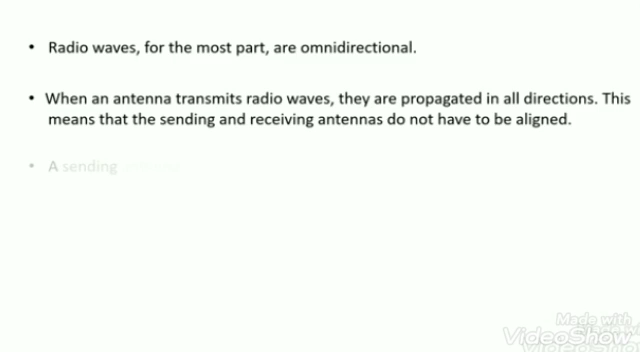 • Radio waves, for the most part, are omnidirectional.
• When an antenna transmits radio waves, they are propagated in all directions. This
means that the sending and receiving antennas do not have to be aligned.
• A sending
Made with
VideoShow